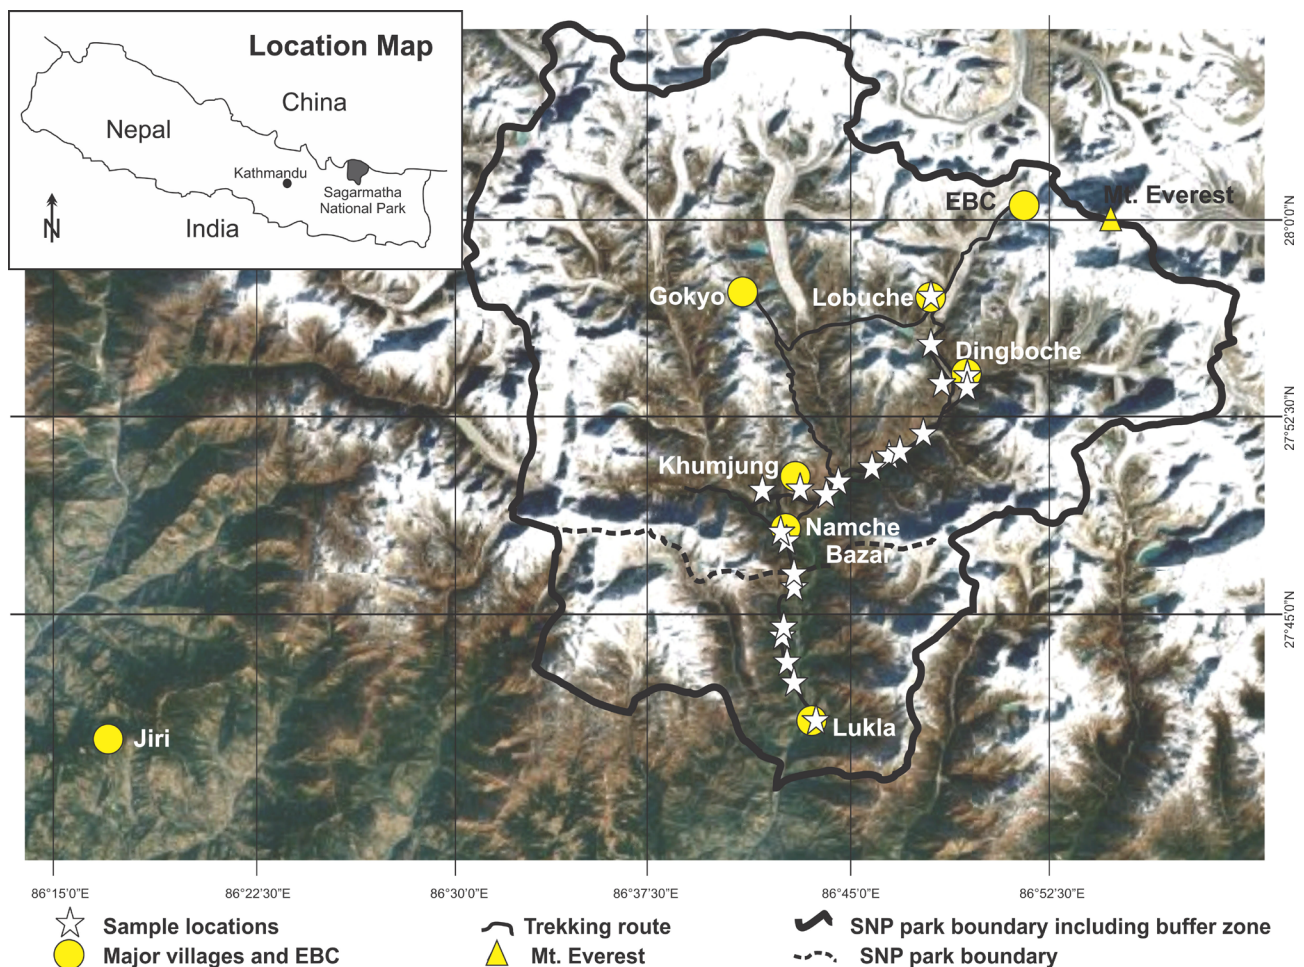 Location Map
China
Nepal
Kathmandu
Sagarmatha
National Park
India
N
EBC
Mt. Everest
28°0'0"N
Gokyo
Lobuche
Dingboche
27°52'30"N
Khumjung
Namche
Bazar
27°45'0"N
Lukla
Jiri
86°15'0"E
86°22'30"E
86°30'0"E
86°37'30"E
86°45'0"E
86°52'30"E
Sample locations
Trekking route
SNP park boundary including buffer zone
Major villages and EBC
Mt. Everest
SNP park boundary